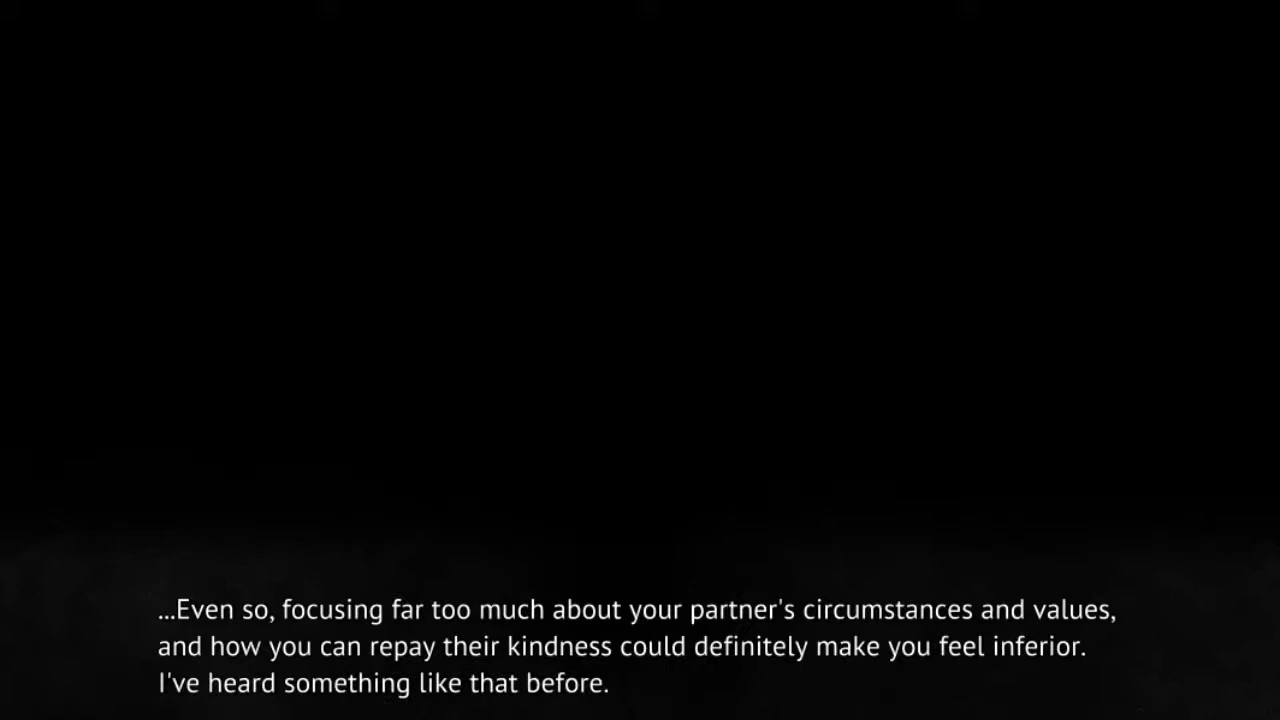 ...Even so, focusing far too much about your partner's circumstances and values,
and how you can repay their kindness could definitely make you feel inferior.
I've heard something like that before.